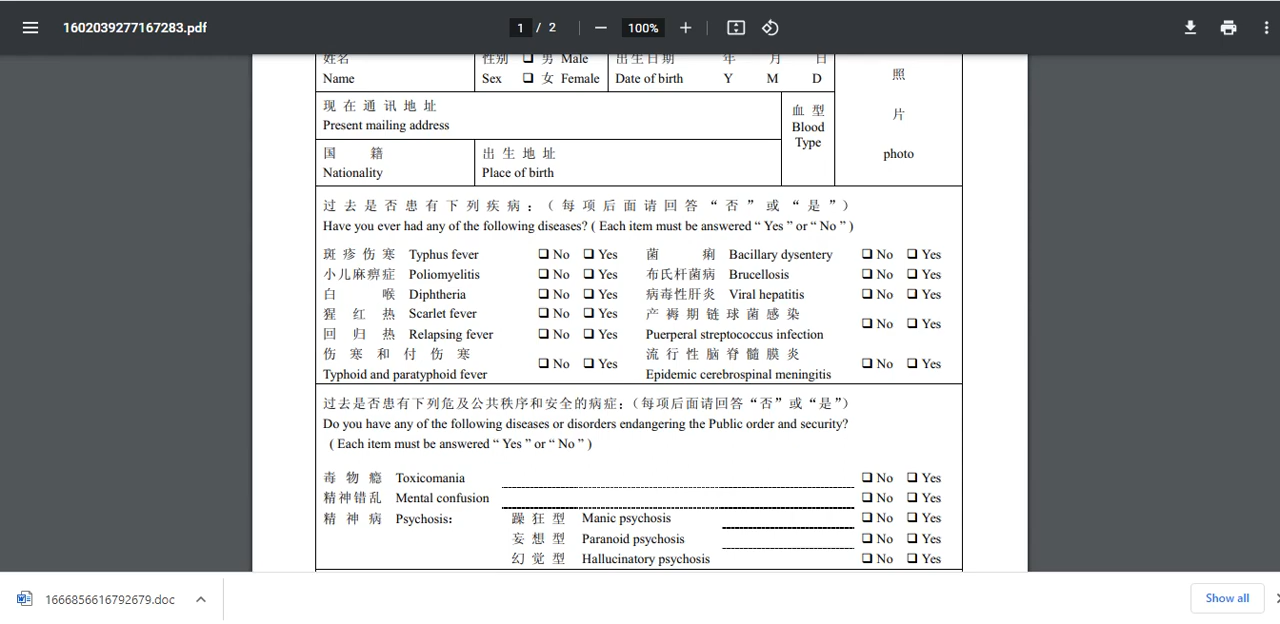 1602039277167283.pdf
1 / 2
100%
姓名 性别 男 Male 出生日期 年 月 日
Name Sex 女 Female Date of birth Y M D
照
片
photo
现在通讯地址
Present mailing address
血型
Blood
Type
国 籍 出生地址
Nationality Place of birth
过去是否患有下列疾病：（每项后面请回答“否”或“是”）
Have you ever had any of the following diseases? ( Each item must be answered “ Yes ” or “ No ” )
斑疹伤寒 Typhus fever No Yes 菌 痢 Bacillary dysentery No Yes
小儿麻痹症 Poliomyelitis No Yes 布氏杆菌病 Brucellosis No Yes
白 喉 Diphtheria No Yes 病毒性肝炎 Viral hepatitis No Yes
猩红热 Scarlet fever No Yes 产褥期链球菌感染
No Yes
回归热 Relapsing fever No Yes Puerperal streptococcus infection
伤寒和付伤寒 流行性脑脊髓膜炎
No Yes No Yes
Typhoid and paratyphoid fever Epidemic cerebrospinal meningitis
过去是否患有下列危及公共秩序和安全的病症：（每项后面请回答“否”或“是”）
Do you have any of the following diseases or disorders endangering the Public order and security?
( Each item must be answered “ Yes ” or “ No ” )
毒物瘾 Toxicomania No Yes
精神错乱 Mental confusion No Yes
精神病 Psychosis: 躁狂型 Manic psychosis No Yes
妄想型 Paranoid psychosis No Yes
幻觉型 Hallucinatory psychosis No Yes
1666856616792679.doc
Show all